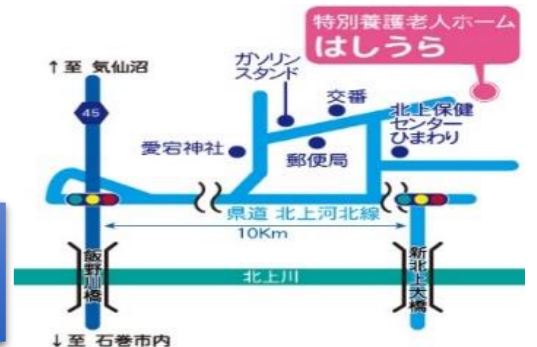 特別養護老人ホーム
はしうら
↑至 気仙沼
ガソリン
スタンド
交番
45
北上保健
センター
ひまわり
愛宕神社
郵便局
県道 北上河北線
10Km
飯野川橋
新北上大橋
北上川
↓至 石巻市内